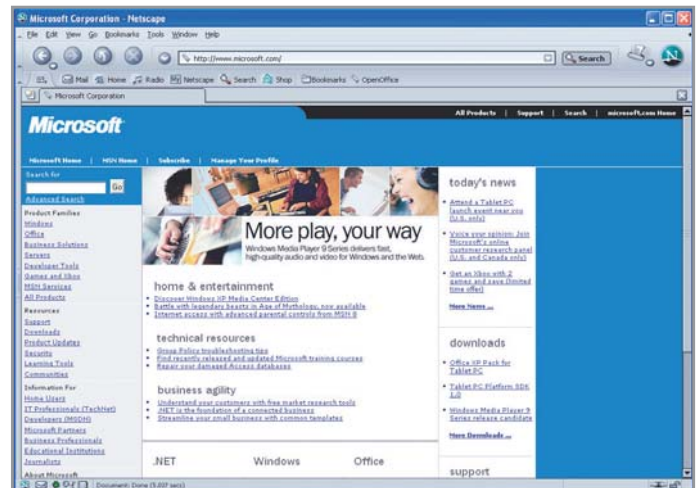 Microsoft Corporation - Netscape
File Edit View Go Bookmarks Tools Window Help
http://www.microsoft.com/
Search
Mail Home Radio Netscape Search Shop Bookmarks OpenOffice
Microsoft Corporation
All Products | Support | Search | microsoft.com Home
Microsoft
Microsoft Home | MSN Home | Subscribe | Manage Your Profile
Search for
Go
Advanced Search
Product Families
Windows
Office
Business Solutions
Servers
Developer Tools
Games and Xbox
MSN Services
All Products
Resources
Support
Downloads
Product Updates
Security
Learning Tools
Communities
Information For
Home Users
IT Professionals (TechNet)
Developers (MSDN)
Microsoft Partners
Business Professionals
Educational Institutions
Journalists
About Microsoft
More play, your way
Windows Media Player 9 Series delivers fast,
high-quality audio and video for Windows and the Web.
home & entertainment
Discover Windows XP Media Center Edition
Battle with legendary beasts in Age of Mythology, now available
Internet access with advanced parental controls from MSN 8
technical resources
Group Policy troubleshooting tips
Find recently released and updated Microsoft training courses
Repair your damaged Access databases
business agility
Understand your customers with free market research tools
.NET is the foundation of a connected business
Streamline your small business with common templates
.NET Windows Office
today's news
Attend a Tablet PC
launch event near you
(U.S. only)
Voice your opinion: Join
Microsoft's online
customer research panel
(U.S. and Canada only)
Get an Xbox with 2
games and save (limited
time offer)
More News ...
downloads
Office XP Pack for
Tablet PC
Tablet PC Platform SDK
1.0
Windows Media Player 9
Series release candidate
More Downloads ...
support
Document: Done (5.037 secs)